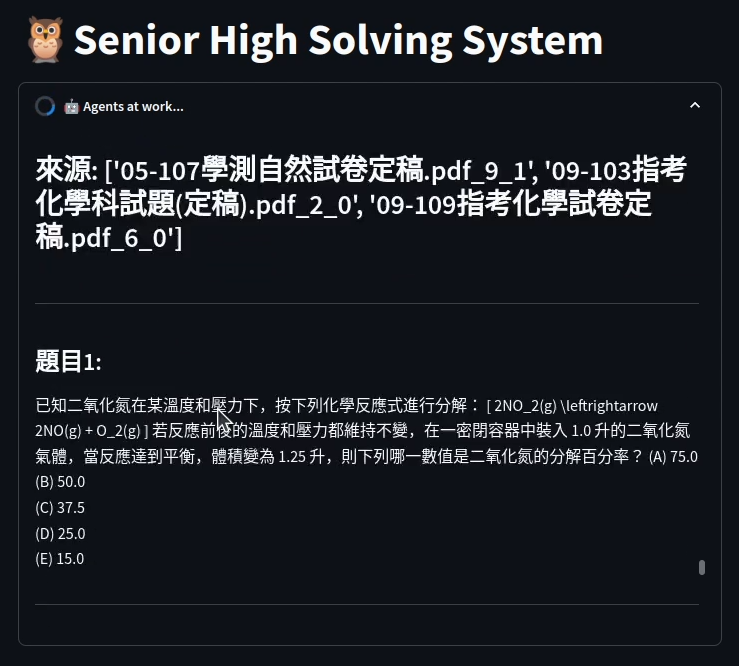 🦉 Senior High Solving System
🤖 Agents at work...
來源: ['05-107學測自然試卷定稿.pdf_9_1', '09-103指考
化學科試題(定稿).pdf_2_0', '09-109指考化學試卷定
稿.pdf_6_0']
題目1:
已知二氧化氮在某溫度和壓力下，按下列化學反應式進行分解： [ 2NO_2(g) \leftrightarrow
2NO(g) + O_2(g) ] 若反應前後的溫度和壓力都維持不變，在一密閉容器中裝入 1.0 升的二氧化氮
氣體，當反應達到平衡，體積變為 1.25 升，則下列哪一數值是二氧化氮的分解百分率？ (A) 75.0
(B) 50.0
(C) 37.5
(D) 25.0
(E) 15.0